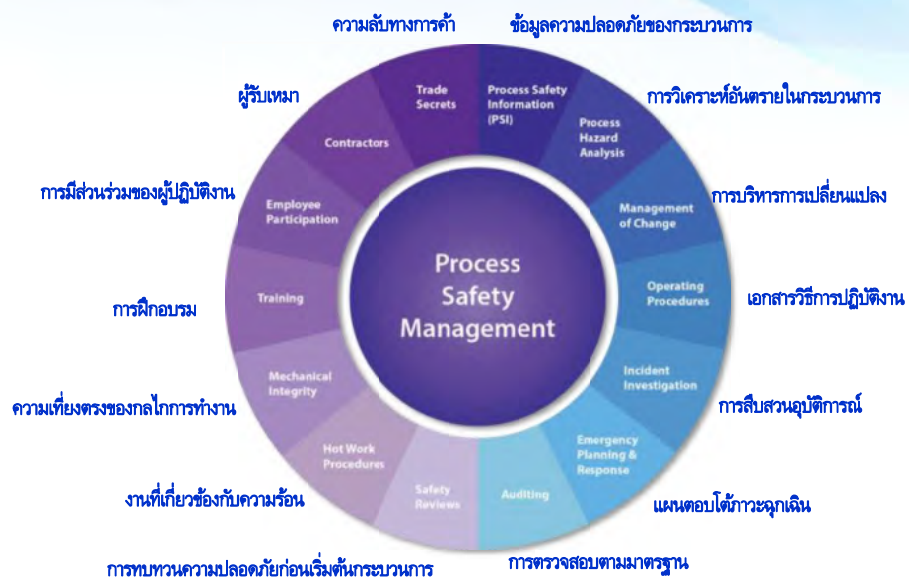 ความลับทางการค้า
ข้อมูลความปลอดภัยของกระบวนการ
ผู้รับเหมา
การวิเคราะห์อันตรายในกระบวนการ
การมีส่วนร่วมของผู้ปฏิบัติงาน
การบริหารการเปลี่ยนแปลง
การฝึกอบรม
เอกสารวิธีการปฏิบัติงาน
ความเที่ยงตรงของกลไกการทำงาน
การสืบสวนอุบัติการณ์
งานที่เกี่ยวข้องกับความร้อน
แผนตอบโต้ภาวะฉุกเฉิน
การทบทวนความปลอดภัยก่อนเริ่มต้นกระบวนการ
การตรวจสอบตามมาตรฐาน
Trade
Secrets
Process Safety
Information
(PSI)
Process
Hazard
Analysis
Management
of Change
Operating
Procedures
Incident
Investigation
Emergency
Planning &
Response
Auditing
Safety
Reviews
Hot Work
Procedures
Mechanical
Integrity
Training
Employee
Participation
Contractors
Process
Safety
Management